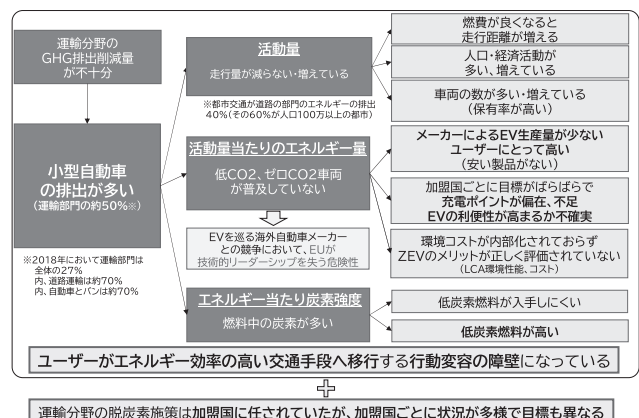 運輸分野の
GHG排出削減量
が不十分
小型自動車
の排出が多い
(運輸部門の約50%※)
※2018年において運輸部門は
全体の27%
内、道路運輸は約70%
内、自動車とバンは約70%
活動量
走行量が減らない・増えている
※都市交通が道路の部門のエネルギーの排出
40%(その60%が人口100万以上の都市)
活動量当たりのエネルギー量
低CO2、ゼロCO2車両
が普及していない
EVを巡る海外自動車メーカー
との競争において、EUが
技術的リーダーシップを失う危険性
エネルギー当たり炭素強度
燃料中の炭素が多い
燃費が良くなると
走行距離が増える
人口・経済活動が
多い、増えている
車両の数が多い・増えている
(保有率が高い)
メーカーによるEV生産量が少ない
ユーザーにとって高い
(安い製品がない)
加盟国ごとに目標がばらばらで
充電ポイントが偏在、不足
EVの利便性が高まるか不確実
環境コストが内部化されておらず
ZEVのメリットが正しく評価されていない
(LCA環境性能、コスト)
低炭素燃料が入手しにくい
低炭素燃料が高い
ユーザーがエネルギー効率の高い交通手段へ移行する行動変容の障壁になっている
運輸分野の脱炭素施策は加盟国に任されていたが、加盟国ごとに状況が多様で目標も異なる